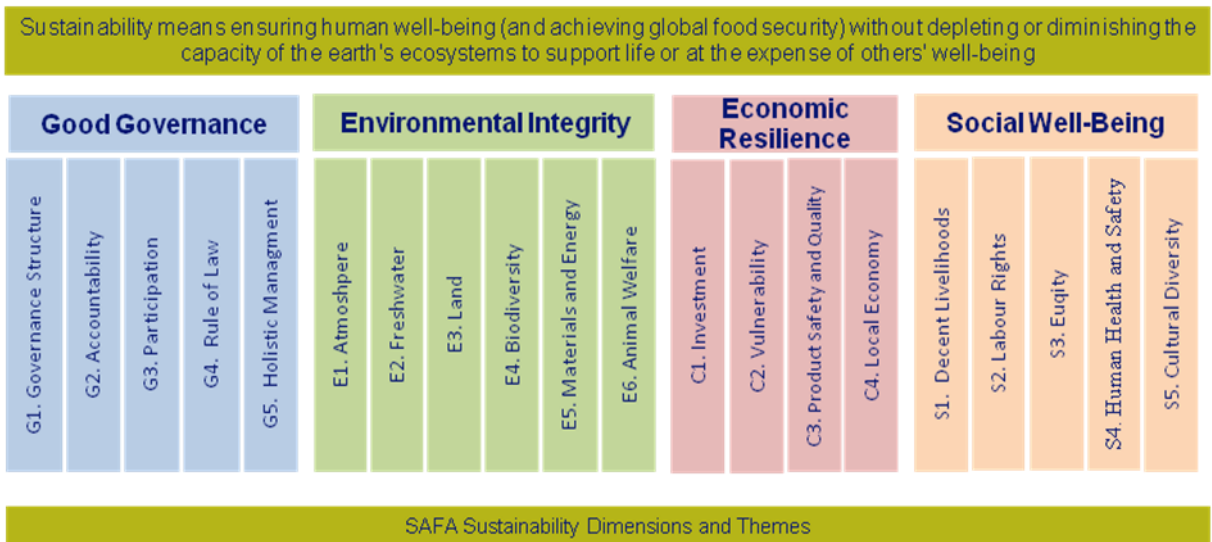 Sustainability means ensuring human well-being (and achieving global food security) without depleting or diminishing the
capacity of the earth's ecosystems to support life or at the expense of others' well-being
Good Governance
G1. Governance Structure
G2. Accountability
G3. Participation
G4. Rule of Law
G5. Holistic Managment
Environmental Integrity
E1. Atmoshpere
E2. Freshwater
E3. Land
E4. Biodiversity
E5. Materials and Energy
E6. Animal Welfare
Economic
Resilience
C1. Investment
C2. Vulnerability
C3. Product Safety and Quality
C4. Local Economy
Social Well-Being
S1. Decent Livelihoods
S2. Labour Rights
S3. Euqity
S4. Human Health and Safety
S5. Cultural Diversity
SAFA Sustainability Dimensions and Themes